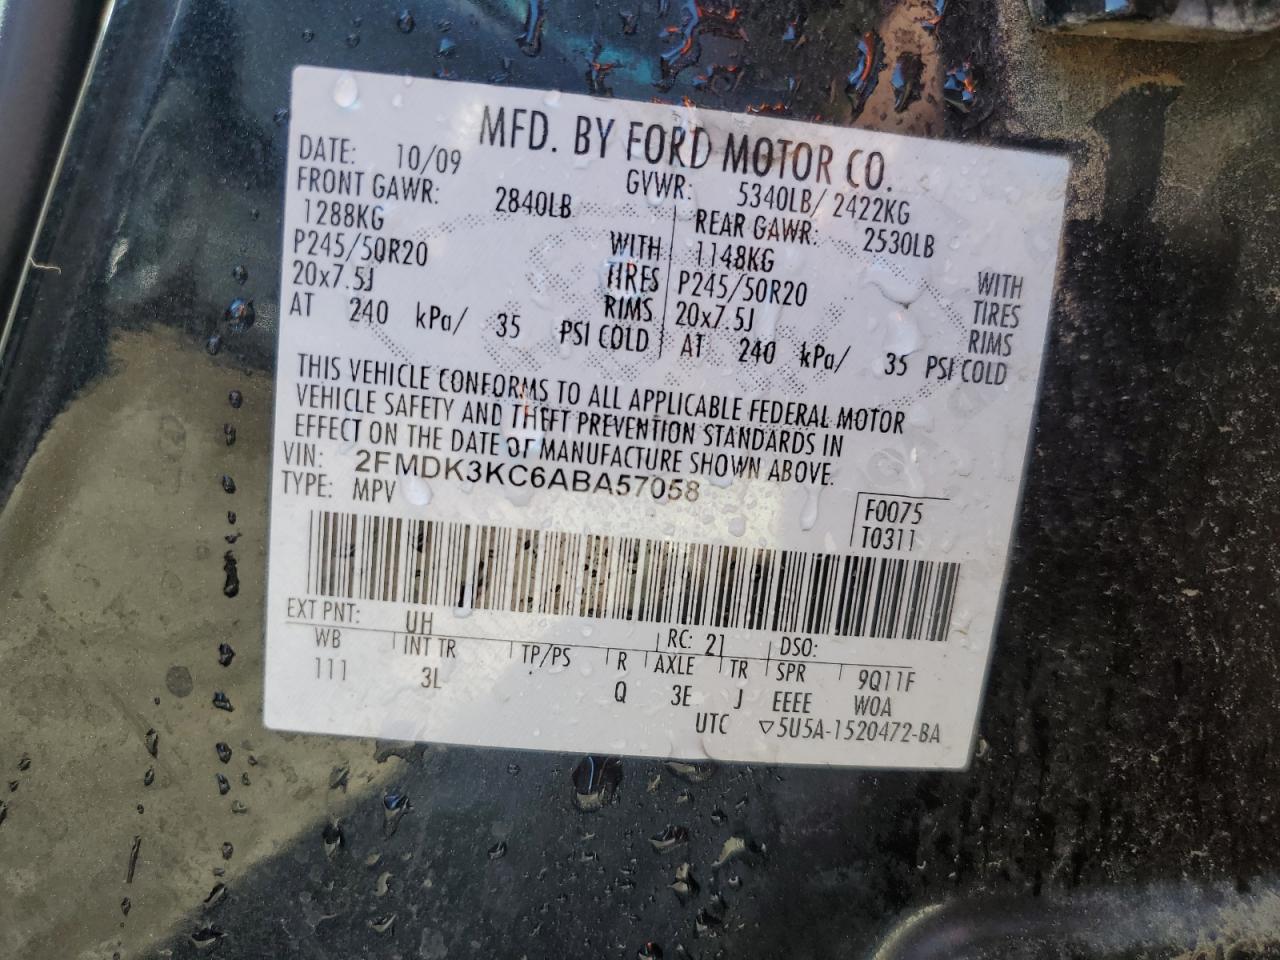 MFD. BY FORD MOTOR CO.
DATE: 10/09 GVWR: 5340LB/ 2422KG
FRONT GAWR: 2840LB REAR GAWR: 2530LB
1288KG WITH 1148KG WITH
P245/50R20 TIRES P245/50R20 TIRES
20x7.5J RIMS 20x7.5J RIMS
AT 240 kPa/ 35 PSI COLD AT 240 kPa/ 35 PSI COLD
THIS VEHICLE CONFORMS TO ALL APPLICABLE FEDERAL MOTOR
VEHICLE SAFETY AND THEFT PREVENTION STANDARDS IN
EFFECT ON THE DATE OF MANUFACTURE SHOWN ABOVE.
VIN: 2FMDK3KC6ABA57058
TYPE: MPV
F0075
T0311
EXT PNT: UH RC: 21 DSO:
WB INT TR TP/PS R AXLE TR SPR 9Q11F
111 3L Q 3E J EEEE WOA
UTC ▽5U5A-1520472-BA